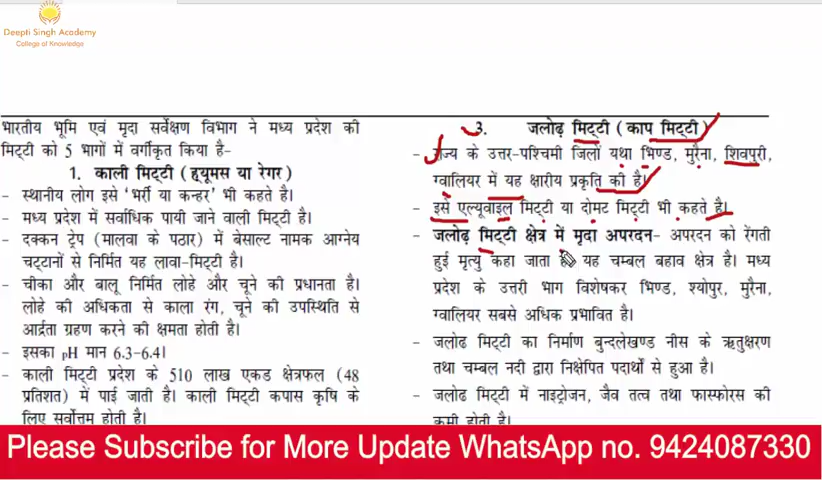 Deepti Singh Academy
College of Knowledge
भारतीय भूमि एवं मृदा सर्वेक्षण विभाग ने मध्य प्रदेश की
मिट्टी को 5 भागों में वर्गीकृत किया है-
1. काली मिट्टी (ह्यूमस या रेगर)
- स्थानीय लोग इसे 'भर्री या कन्हर' भी कहते है।
- मध्य प्रदेश में सर्वाधिक पायी जाने वाली मिट्टी है।
- दक्कन ट्रेप (मालवा के पठार) में बेसाल्ट नामक आग्नेय
चट्टानों से निर्मित यह लावा-मिट्टी है।
- चीका और बालू निर्मित लोहे और चूने की प्रधानता है।
लोहे की अधिकता से काला रंग, चूने की उपस्थिति से
आर्द्रता ग्रहण करने की क्षमता होती है।
- इसका pH मान 6.3-6.4।
- काली मिट्टी प्रदेश के 510 लाख एकड क्षेत्रफल (48
प्रतिशत) में पाई जाती है। काली मिट्टी कपास कृषि के
लिए सर्वोत्तम होती है।
3. जलोढ़ मिट्टी (काप मिट्टी)
- राज्य के उत्तर-पश्चिमी जिलों यथा भिण्ड, मुरैना, शिवपुरी,
ग्वालियर में यह क्षारीय प्रकृति की है।
- इसे एल्यूवाइल मिट्टी या दोमट मिट्टी भी कहते है।
- जलोढ़ मिट्टी क्षेत्र में मृदा अपरदन- अपरदन को रेंगती
हुई मृत्यु कहा जाता है। यह चम्बल बहाव क्षेत्र है। मध्य
प्रदेश के उत्तरी भाग विशेषकर भिण्ड, श्योपुर, मुरैना,
ग्वालियर सबसे अधिक प्रभावित है।
- जलोढ मिट्टी का निर्माण बुन्देलखण्ड नीस के ऋतुक्षरण
तथा चम्बल नदी द्वारा निक्षेपित पदार्थों से हुआ है।
- जलोढ मिट्टी में नाइट्रोजन, जैव तत्व तथा फास्फोरस की
कमी होती है।
Please Subscribe for More Update WhatsApp no. 9424087330